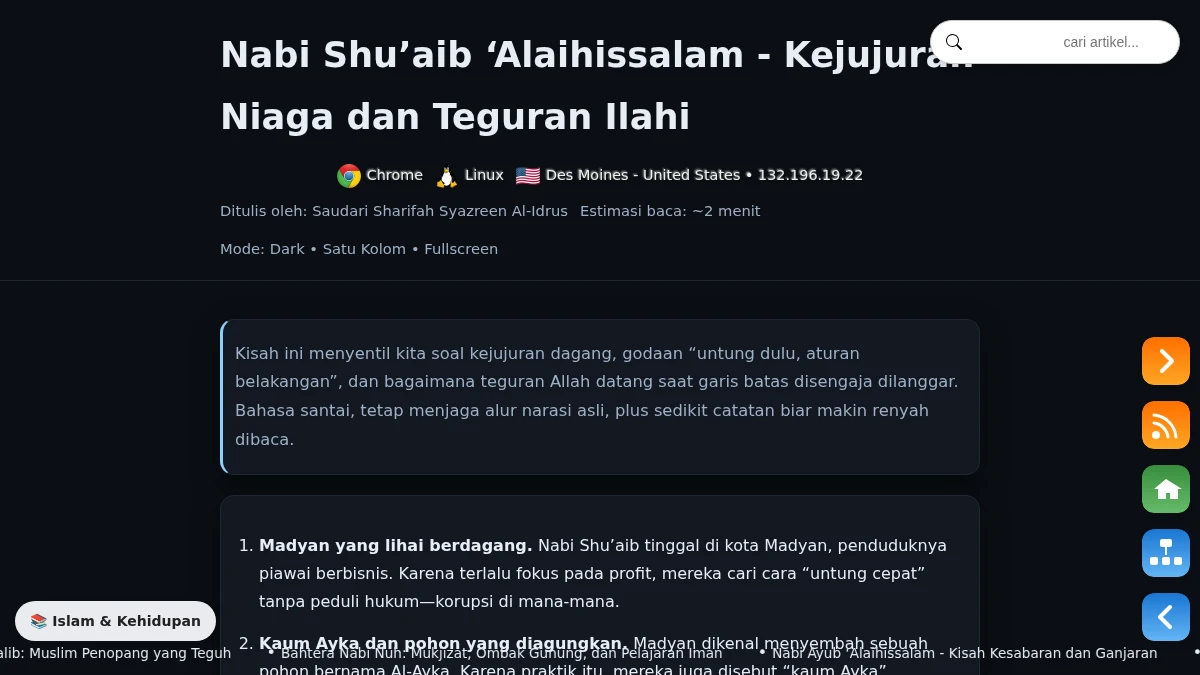 Nabi Shu’aib ‘Alaihissalam - Kejujuran
cari artikel...
Niaga dan Teguran Ilahi
Chrome Linux Des Moines - United States • 132.196.19.22
Ditulis oleh: Saudari Sharifah Syazreen Al-Idrus Estimasi baca: ~2 menit
Mode: Dark • Satu Kolom • Fullscreen
Kisah ini menyentil kita soal kejujuran dagang, godaan “untung dulu, aturan
belakangan”, dan bagaimana teguran Allah datang saat garis batas disengaja dilanggar.
Bahasa santai, tetap menjaga alur narasi asli, plus sedikit catatan biar makin renyah
dibaca.
1. Madyan yang lihai berdagang. Nabi Shu’aib tinggal di kota Madyan, penduduknya
piawai berbisnis. Karena terlalu fokus pada profit, mereka cari cara “untung cepat”
tanpa peduli hukum—korupsi di mana-mana.
📚 Islam & Kehidupan
2. Kaum Ayka dan pohon yang diagungkan. Madyan dikenal menyembah sebuah
pohon bernama Al-Ayka. Karena praktik itu, mereka juga disebut “kaum Ayka”
alib: Muslim Penopang yang Teguh • Bahtera Nabi Nuh: Mukjizat, Ombak Gunung, dan Pelajaran Iman • Nabi Ayub ‘Alaihissalam - Kisah Kesabaran dan Ganjaran •